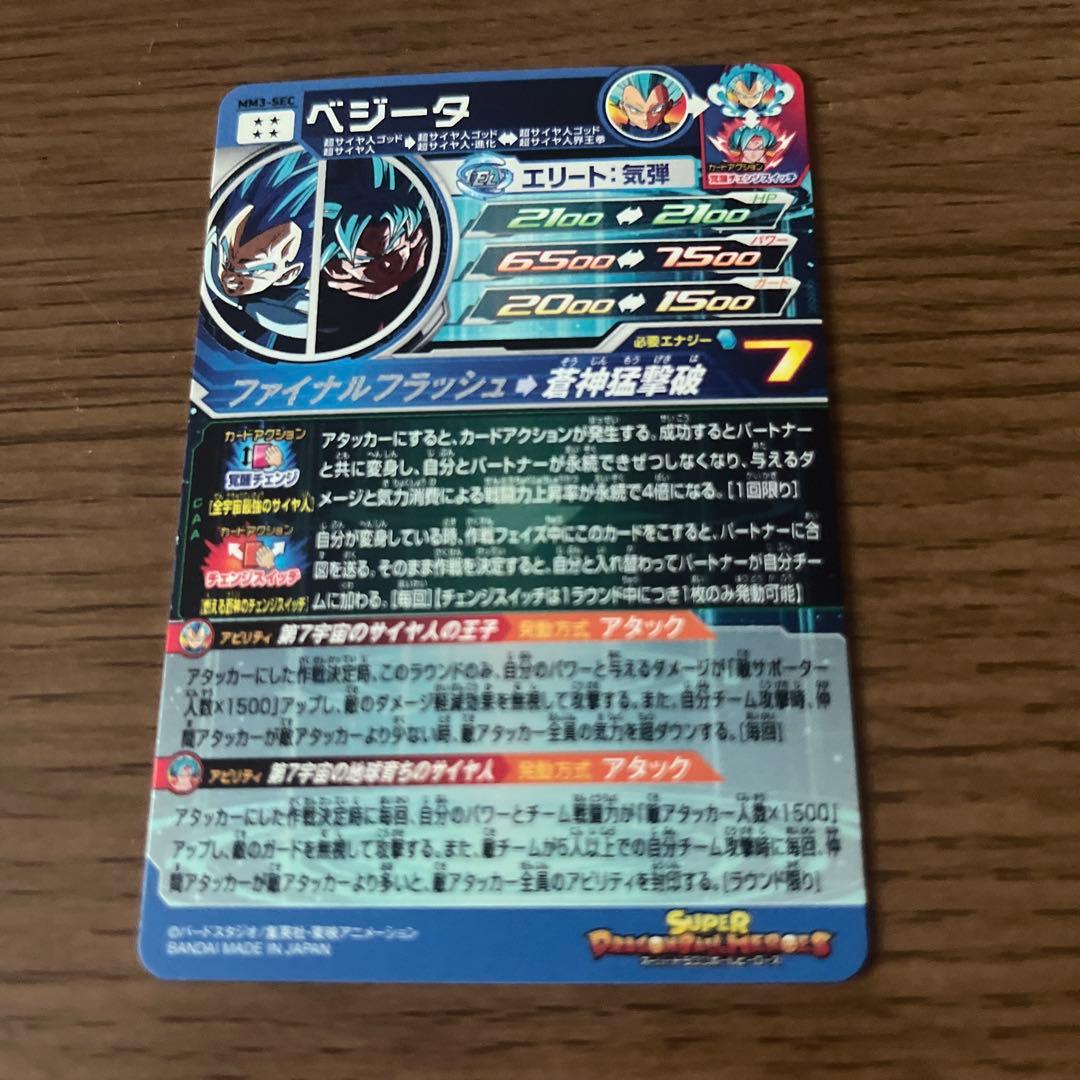 MM3-SEC
ベジータ
超サイヤ人ゴッド超サイヤ人→超サイヤ人ゴッド超サイヤ人・進化↔超サイヤ人ゴッド超サイヤ人界王拳
カードアクション
覚醒チェンジスイッチ
エリート：気弾
HP
2100 ↔ 2100
パワー
6500 ↔ 7500
ガード
2000 ↔ 1500
必要エナジー 7
ファイナルフラッシュ→蒼神猛撃破
カードアクション
覚醒チェンジ
[全宇宙最強のサイヤ人]
アタッカーにすると、カードアクションが発生する。成功するとパートナー
と共に変身し、自分とパートナーが永続できぜつしなくなり、与えるダ
メージと気力消費による戦闘力上昇率が永続で4倍になる。[1回限り]
CAA
カードアクション
チェンジスイッチ
[燃える蒼神のチェンジスイッチ]
自分が変身している時、作戦フェイズ中にこのカードをこすると、パートナーに合
図を送る。そのまま作戦を決定すると、自分と入れ替わってパートナーが自分チー
ムに加わる。[毎回]【チェンジスイッチは1ラウンド中につき1枚のみ発動可能】
アビリティ 第7宇宙のサイヤ人の王子 発動方式 アタック
アタッカーにした作戦決定時、このラウンドのみ、自分のパワーと与えるダメージが「敵サポーター
人数×1500」アップし、敵のダメージ軽減効果を無視して攻撃する。また、自分チーム攻撃時、仲
間アタッカーが敵アタッカーより少ない時、敵アタッカー全員の気力を超ダウンする。[毎回]
アビリティ 第7宇宙の地球育ちのサイヤ人 発動方式 アタック
アタッカーにした作戦決定時に毎回、自分のパワーとチーム戦闘力が「敵アタッカー人数×1500」
アップし、敵のガードを無視して攻撃する。また、敵チームが5人以上での自分チーム攻撃時に毎回、仲
間アタッカーが敵アタッカーより多いと、敵アタッカー全員のアビリティを封印する。[ラウンド限り]
©バードスタジオ/集英社・東映アニメーション
BANDAI MADE IN JAPAN
SUPER
DRAGONBALL HEROES
スーパードラゴンボールヒーローズ